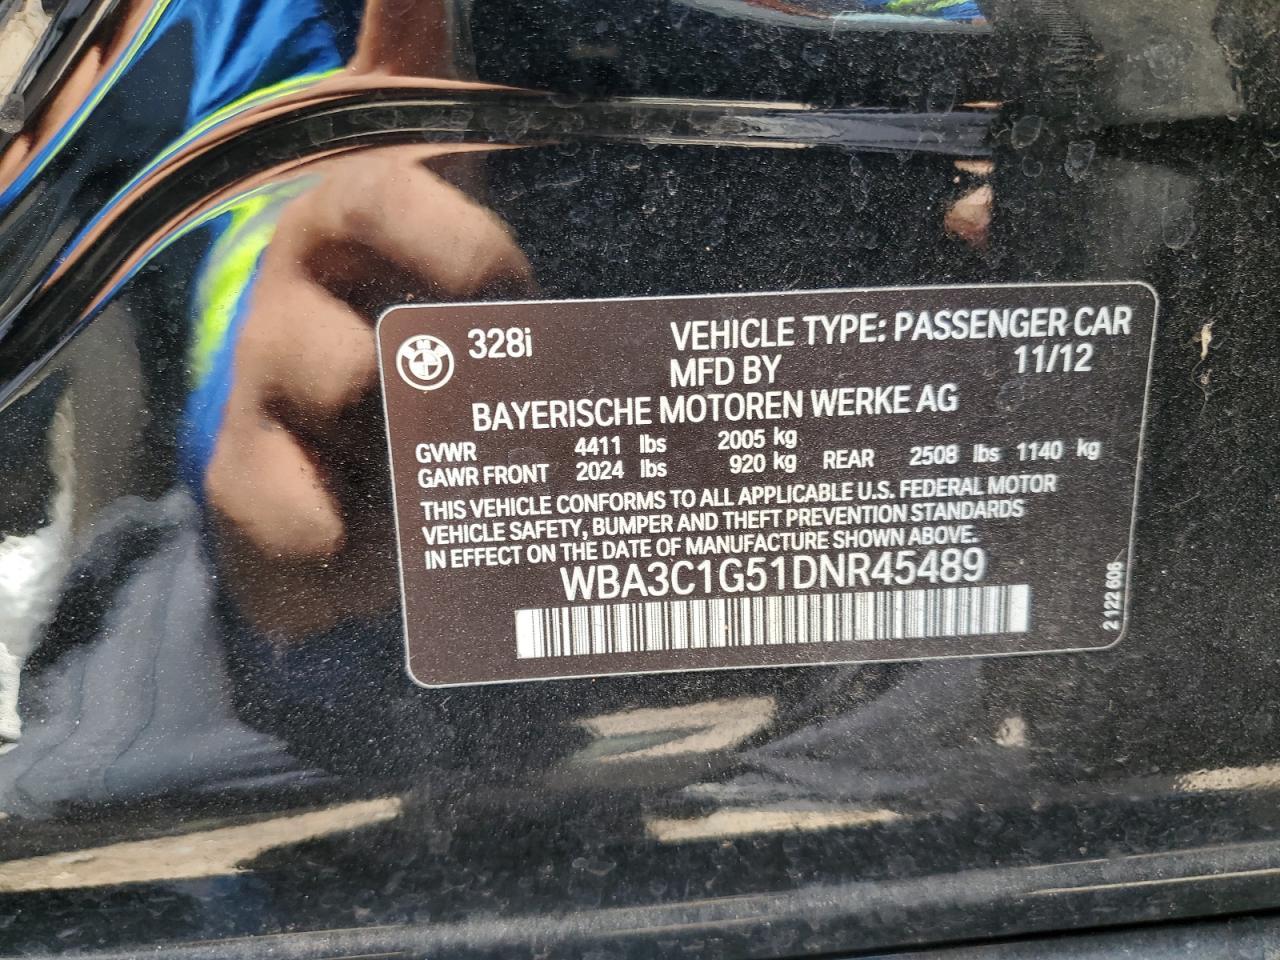 BMW
328i VEHICLE TYPE: PASSENGER CAR
MFD BY 11/12
BAYERISCHE MOTOREN WERKE AG
GVWR 4411 lbs 2005 kg
GAWR FRONT 2024 lbs 920 kg REAR 2508 lbs 1140 kg
THIS VEHICLE CONFORMS TO ALL APPLICABLE U.S. FEDERAL MOTOR
VEHICLE SAFETY, BUMPER AND THEFT PREVENTION STANDARDS
IN EFFECT ON THE DATE OF MANUFACTURE SHOWN ABOVE.
WBA3C1G51DNR45489
2 122 606